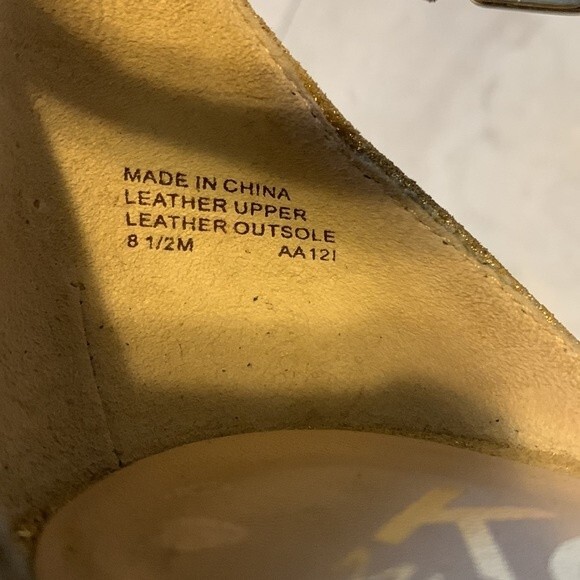 MADE IN CHINA
LEATHER UPPER
LEATHER OUTSOLE
8 1/2M AA12I